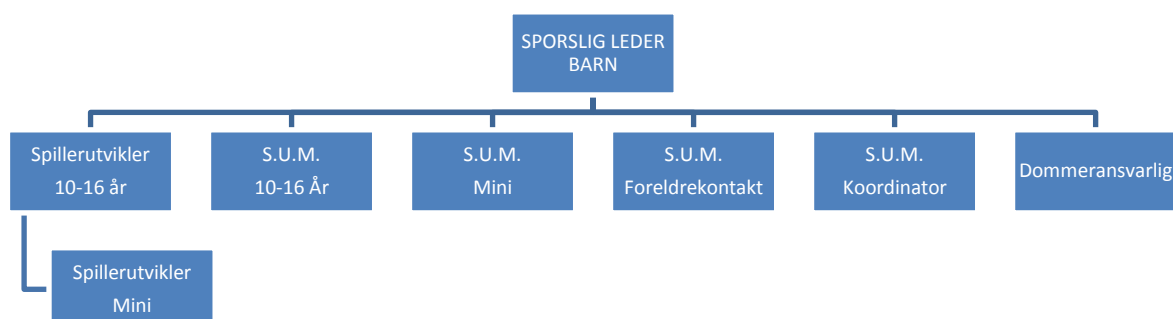 SPORSLIG LEDER
BARN
Spillerutvikler
10-16 år
S.U.M.
10-16 År
S.U.M.
Mini
S.U.M.
Foreldrekontakt
S.U.M.
Koordinator
Dommeransvarlig
Spillerutvikler
Mini